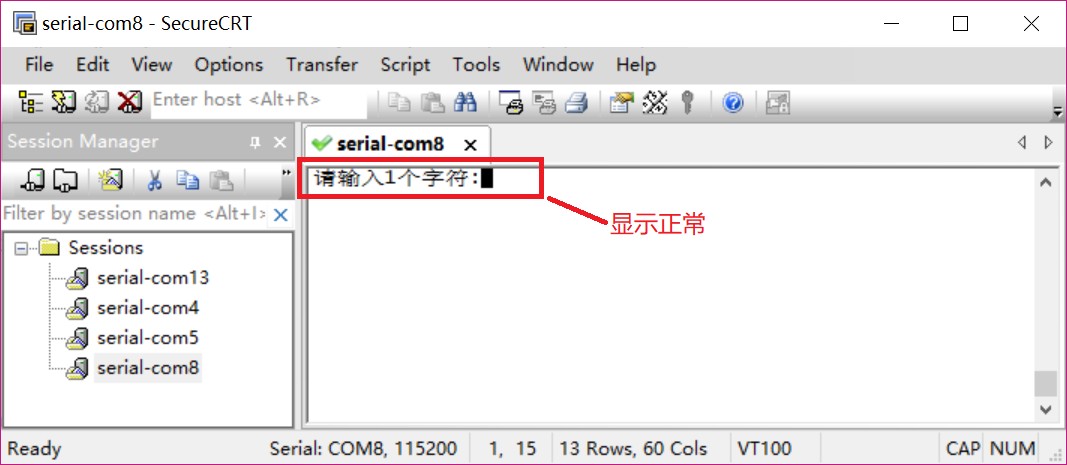 serial-com8 - SecureCRT
File Edit View Options Transfer Script Tools Window Help
Enter host <Alt+R>
Session Manager
serial-com8
请输入1个字符:
Filter by session name <Alt+I>
显示正常
Sessions
serial-com13
serial-com4
serial-com5
serial-com8
Ready Serial: COM8, 115200 1, 15 13 Rows, 60 Cols VT100 CAP NUM